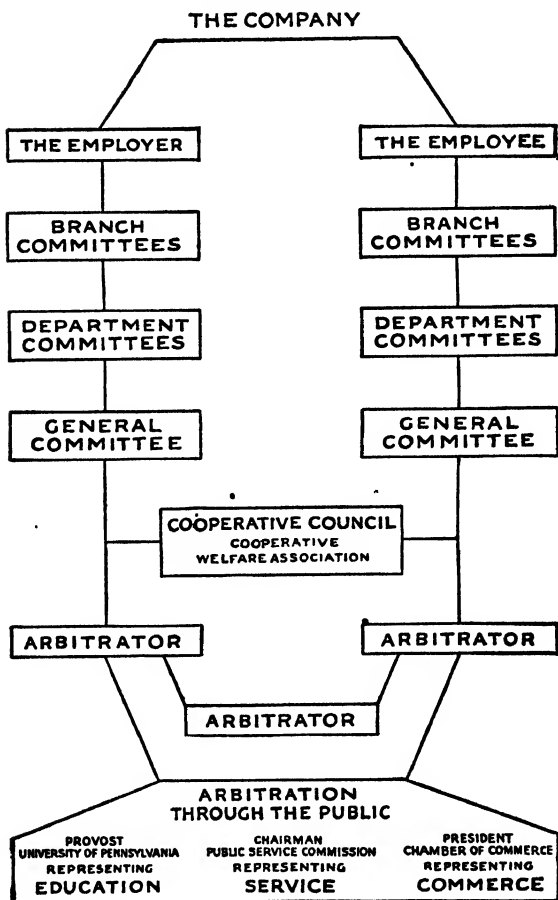 THE COMPANY
THE EMPLOYER
THE EMPLOYEE
BRANCH
COMMITTEES
BRANCH
COMMITTEES
DEPARTMENT
COMMITTEES
DEPARTMENT
COMMITTEES
GENERAL
COMMITTEE
GENERAL
COMMITTEE
COOPERATIVE COUNCIL
COOPERATIVE
WELFARE ASSOCIATION
ARBITRATOR
ARBITRATOR
ARBITRATOR
ARBITRATION
THROUGH THE PUBLIC
PROVOST
UNIVERSITY OF PENNSYLVANIA
REPRESENTING
EDUCATION
CHAIRMAN
PUBLIC SERVICE COMMISSION
REPRESENTING
SERVICE
PRESIDENT
CHAMBER OF COMMERCE
REPRESENTING
COMMERCE